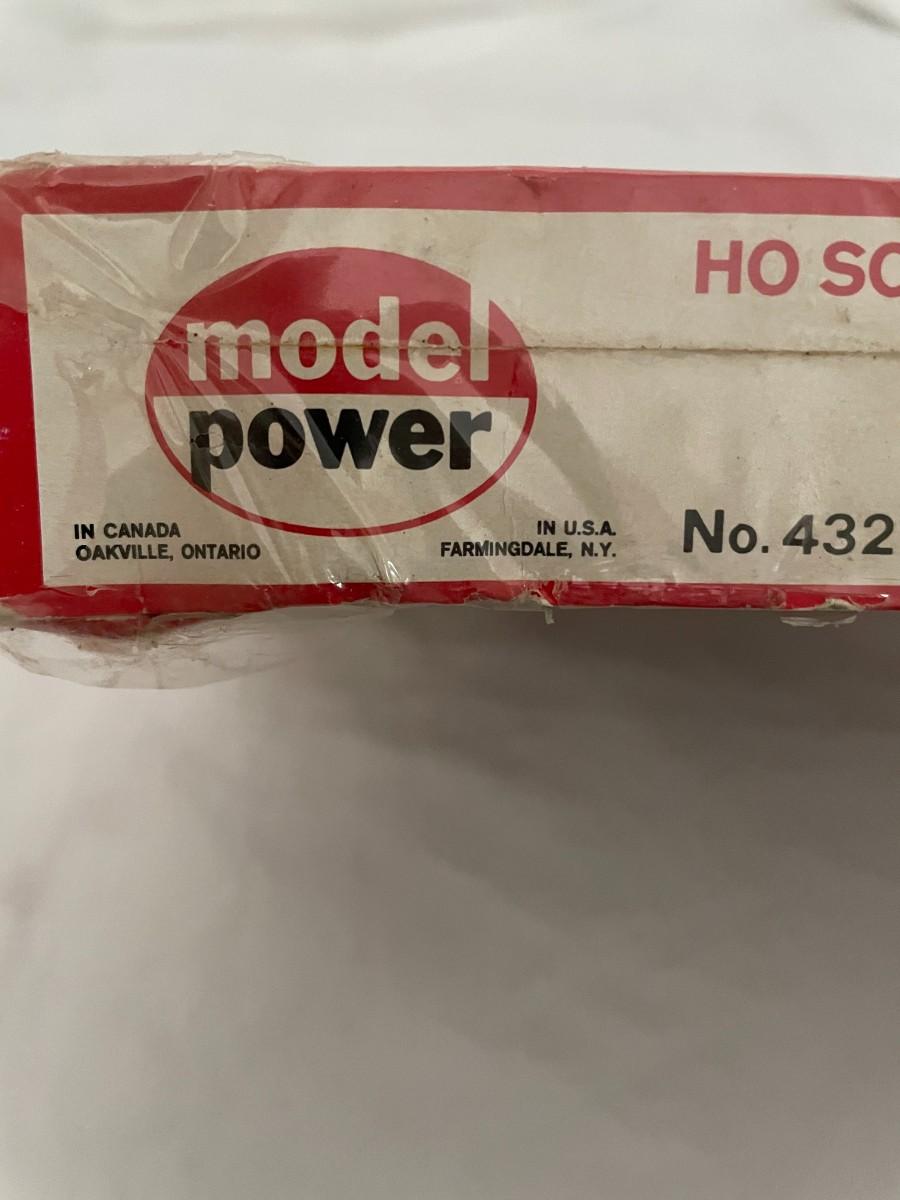 HO SC
model
power
IN CANADA
OAKVILLE, ONTARIO
IN U.S.A.
FARMINGDALE, N.Y.
No. 432